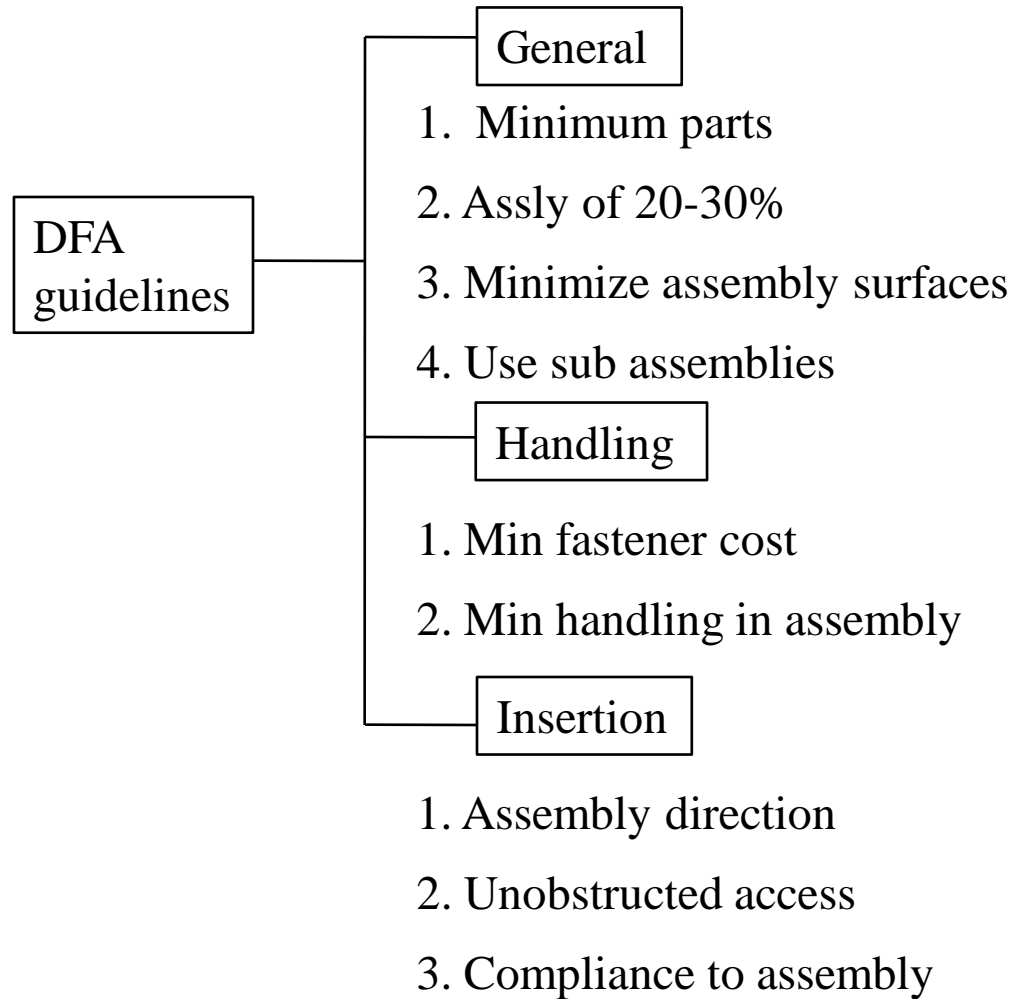 General
1. Minimum parts
2. Assly of 20-30%
DFA
guidelines
3. Minimize assembly surfaces
4. Use sub assemblies
Handling
1. Min fastener cost
2. Min handling in assembly
Insertion
1. Assembly direction
2. Unobstructed access
3. Compliance to assembly